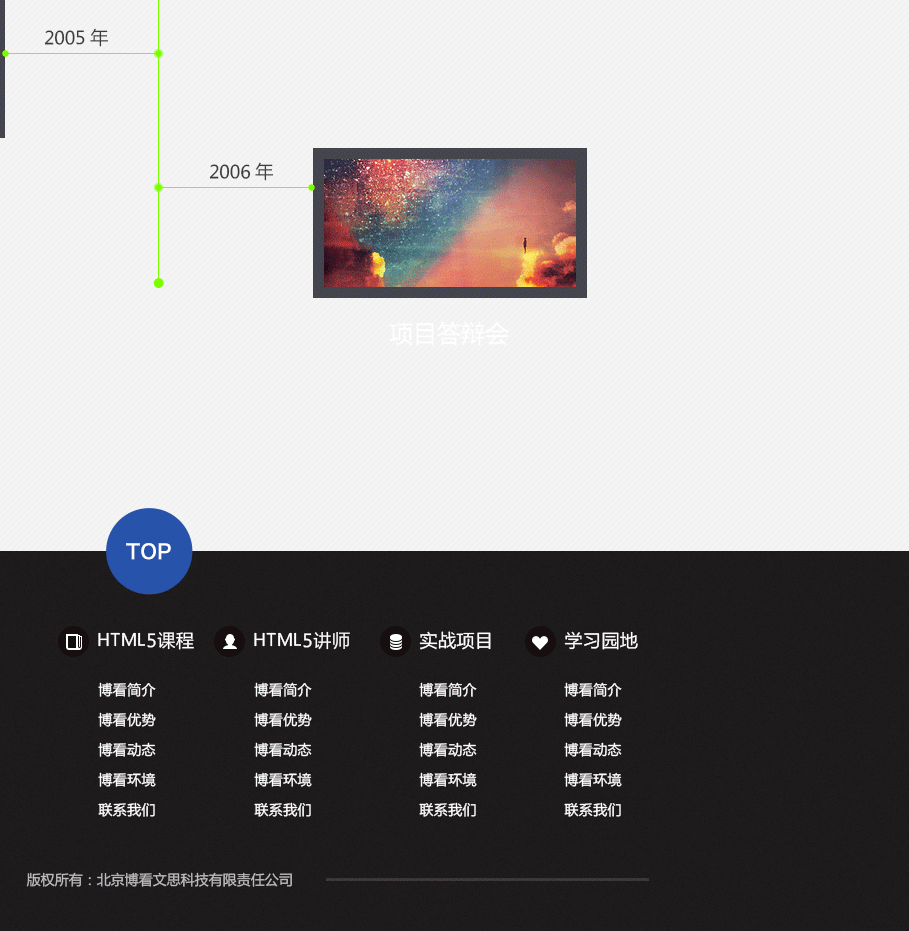 2005 年
2006 年
项目答辩会
TOP
HTML5课程
HTML5讲师
实战项目
学习园地
博看简介
博看简介
博看简介
博看简介
博看优势
博看优势
博看优势
博看优势
博看动态
博看动态
博看动态
博看动态
博看环境
博看环境
博看环境
博看环境
联系我们
联系我们
联系我们
联系我们
版权所有：北京博看文思科技有限责任公司